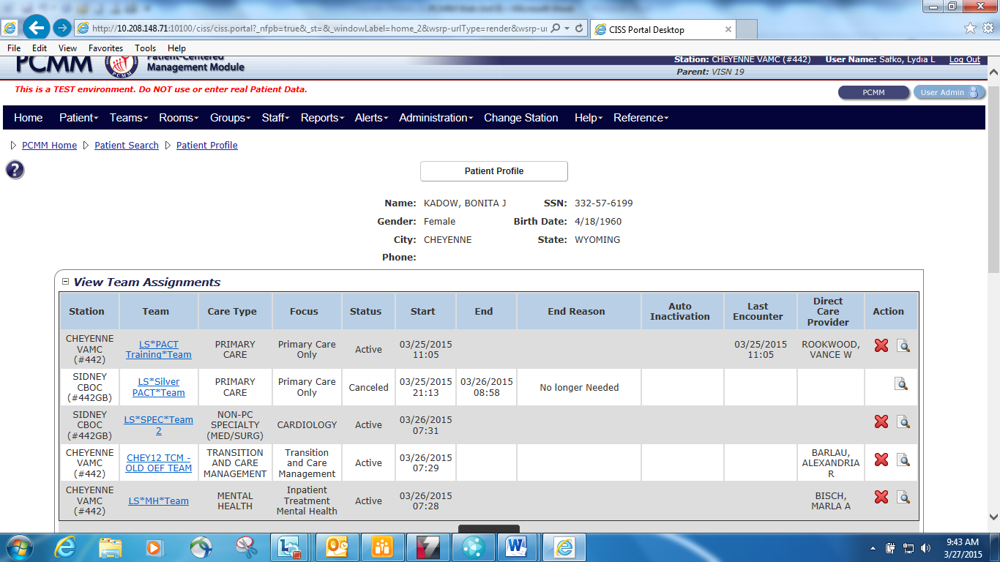 http://10.208.148.71:10100/ciss/ciss.portal?_nfpb=true&_st=&_windowLabel=home_2&wsrp-urlType=render&wsrp-ur
CISS Portal Desktop
File Edit View Favorites Tools Help
PCMM
Patient-Centered
Management Module
Station: CHEYENNE VAMC (#442) User Name: Safko, Lydia L Log Out
Parent: VISN 19
This is a TEST environment. Do NOT use or enter real Patient Data.
PCMM User Admin
Home Patient Teams Rooms Groups Staff Reports Alerts Administration Change Station Help Reference
PCMM Home Patient Search Patient Profile
?
Patient Profile
Name: KADOW, BONITA J SSN: 332-57-6199
Gender: Female Birth Date: 4/18/1960
City: CHEYENNE State: WYOMING
Phone:
View Team Assignments
Station Team Care Type Focus Status Start End End Reason Auto Inactivation Last Encounter Direct Care Provider Action
CHEYENNE VAMC (#442) LS*PACT Training*Team PRIMARY CARE Primary Care Only Active 03/25/2015 11:05 03/25/2015 11:05 ROOKWOOD, VANCE W
SIDNEY CBOC (#442GB) LS*Silver PACT*Team PRIMARY CARE Primary Care Only Canceled 03/25/2015 21:13 03/26/2015 08:58 No longer Needed
SIDNEY CBOC (#442GB) LS*SPEC*Team 2 NON-PC SPECIALTY (MED/SURG) CARDIOLOGY Active 03/26/2015 07:31
CHEYENNE VAMC (#442) CHEY12 TCM - OLD OEF TEAM TRANSITION AND CARE MANAGEMENT Transition and Care Management Active 03/26/2015 07:29 BARLAU, ALEXANDRIA R
CHEYENNE VAMC (#442) LS*MH*Team MENTAL HEALTH Inpatient Treatment Mental Health Active 03/26/2015 07:28 BISCH, MARLA A
9:43 AM
3/27/2015